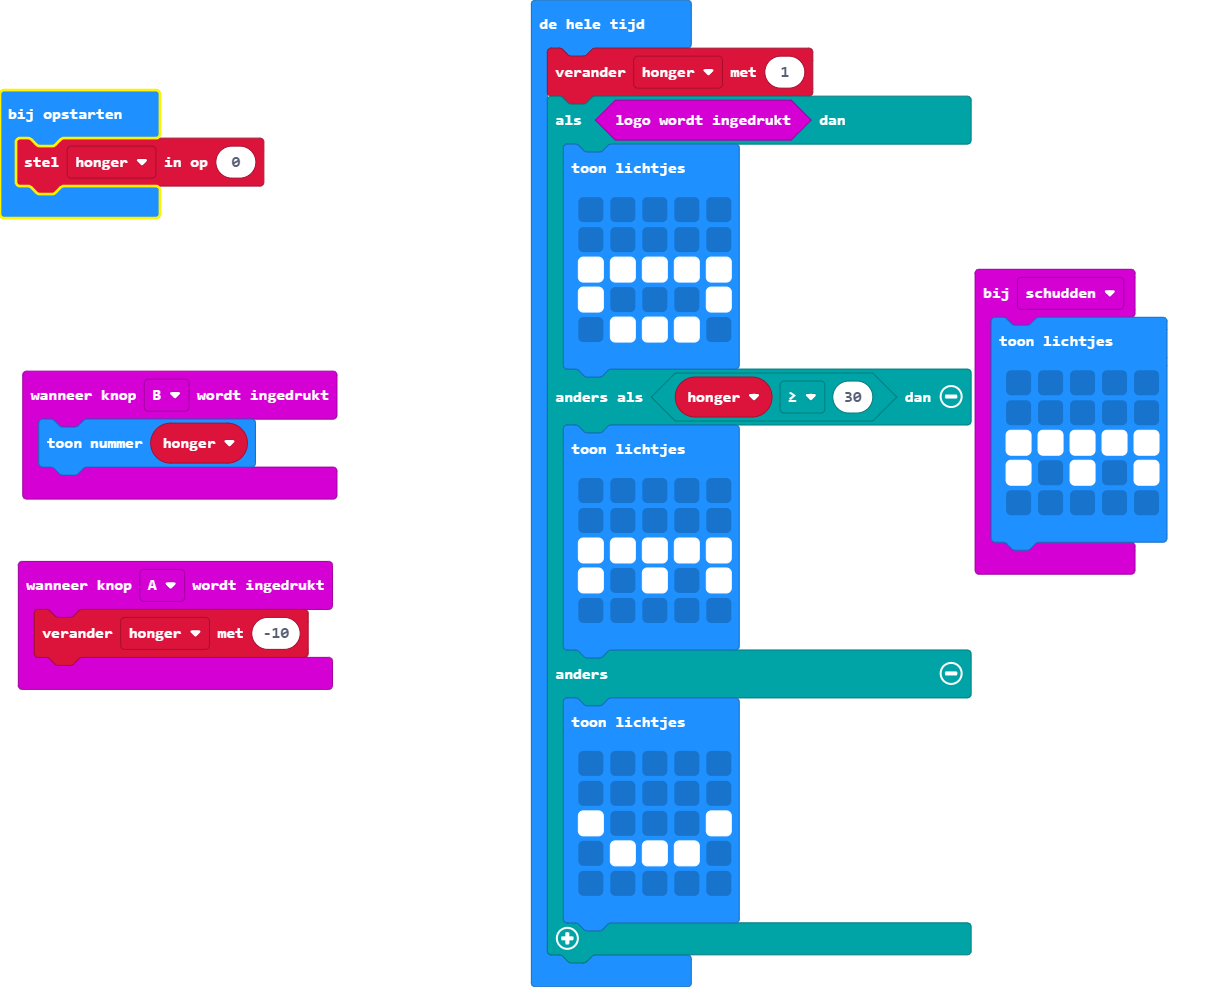 bij opstarten
stel honger in op 0
wanneer knop B wordt ingedrukt
toon nummer honger
wanneer knop A wordt ingedrukt
verander honger met -10
de hele tijd
verander honger met 1
als logo wordt ingedrukt dan
toon lichtjes
anders als honger ≥ 30 dan
toon lichtjes
anders
toon lichtjes
bij schudden
toon lichtjes